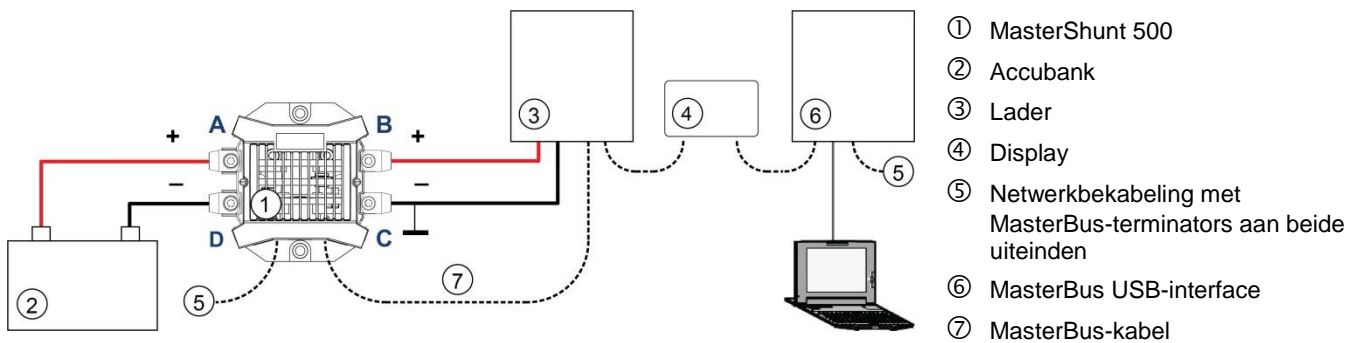 A
B
+
+
–
–
D
C
①
②
③
④
⑤
⑤
⑥
⑦
① MasterShunt 500
② Accubank
③ Lader
④ Display
⑤ Netwerkbekabeling met
MasterBus-terminators aan beide
uiteinden
⑥ MasterBus USB-interface
⑦ MasterBus-kabel